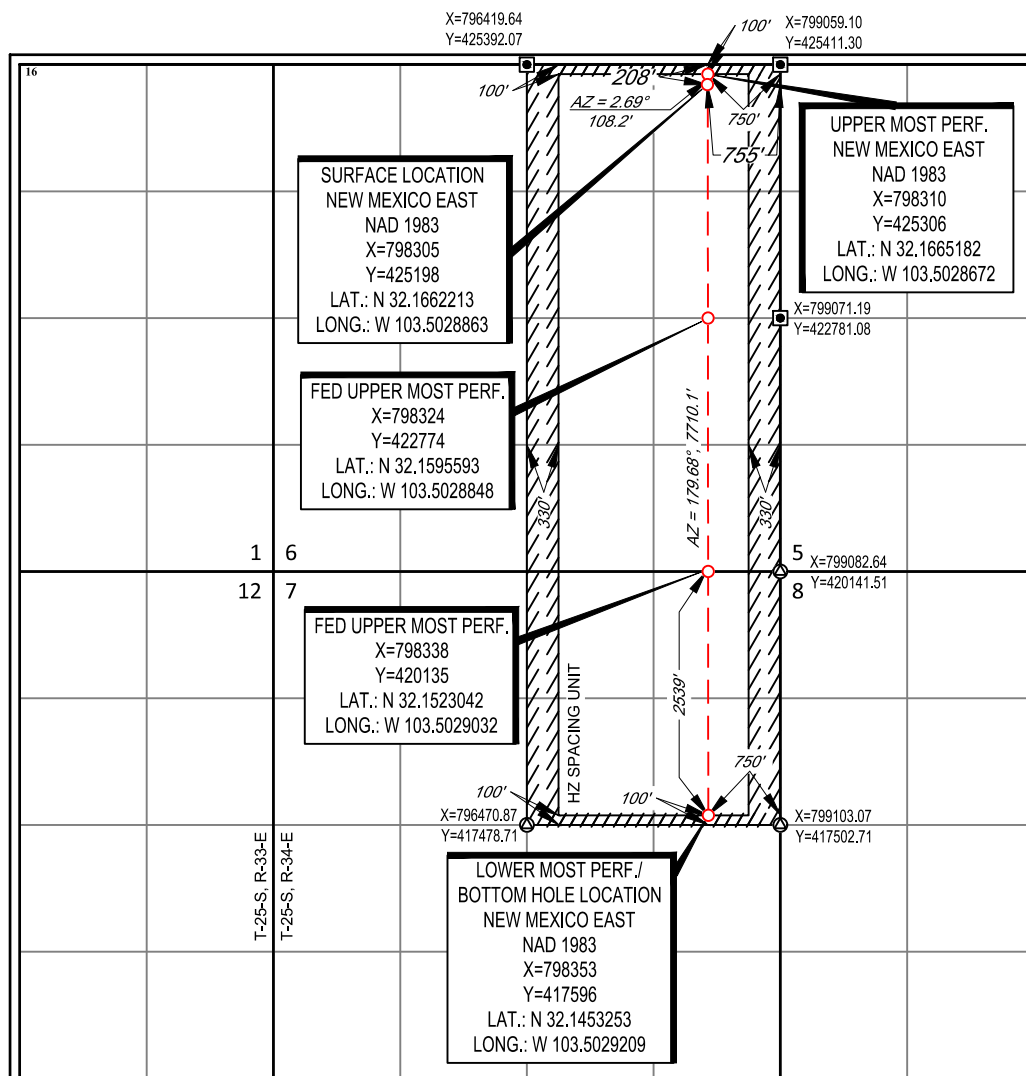 X=796419.64
Y=425392.07
100'
X=799059.10
Y=425411.30
16
100'
208'
AZ = 2.69°
108.2'
750'
755'
UPPER MOST PERF.
NEW MEXICO EAST
NAD 1983
X=798310
Y=425306
LAT.: N 32.1665182
LONG.: W 103.5028672
SURFACE LOCATION
NEW MEXICO EAST
NAD 1983
X=798305
Y=425198
LAT.: N 32.1662213
LONG.: W 103.5028863
X=799071.19
Y=422781.08
FED UPPER MOST PERF.
X=798324
Y=422774
LAT.: N 32.1595593
LONG.: W 103.5028848
330'
AZ = 179.68°, 7710.1'
330'
1 6
12 7
5
8
X=799082.64
Y=420141.51
FED UPPER MOST PERF.
X=798338
Y=420135
LAT.: N 32.1523042
LONG.: W 103.5029032
2539'
HZ SPACING UNIT
750'
100'
100'
X=796470.87
Y=417478.71
X=799103.07
Y=417502.71
T-25-S, R-33-E
T-25-S, R-34-E
LOWER MOST PERF./
BOTTOM HOLE LOCATION
NEW MEXICO EAST
NAD 1983
X=798353
Y=417596
LAT.: N 32.1453253
LONG.: W 103.5029209